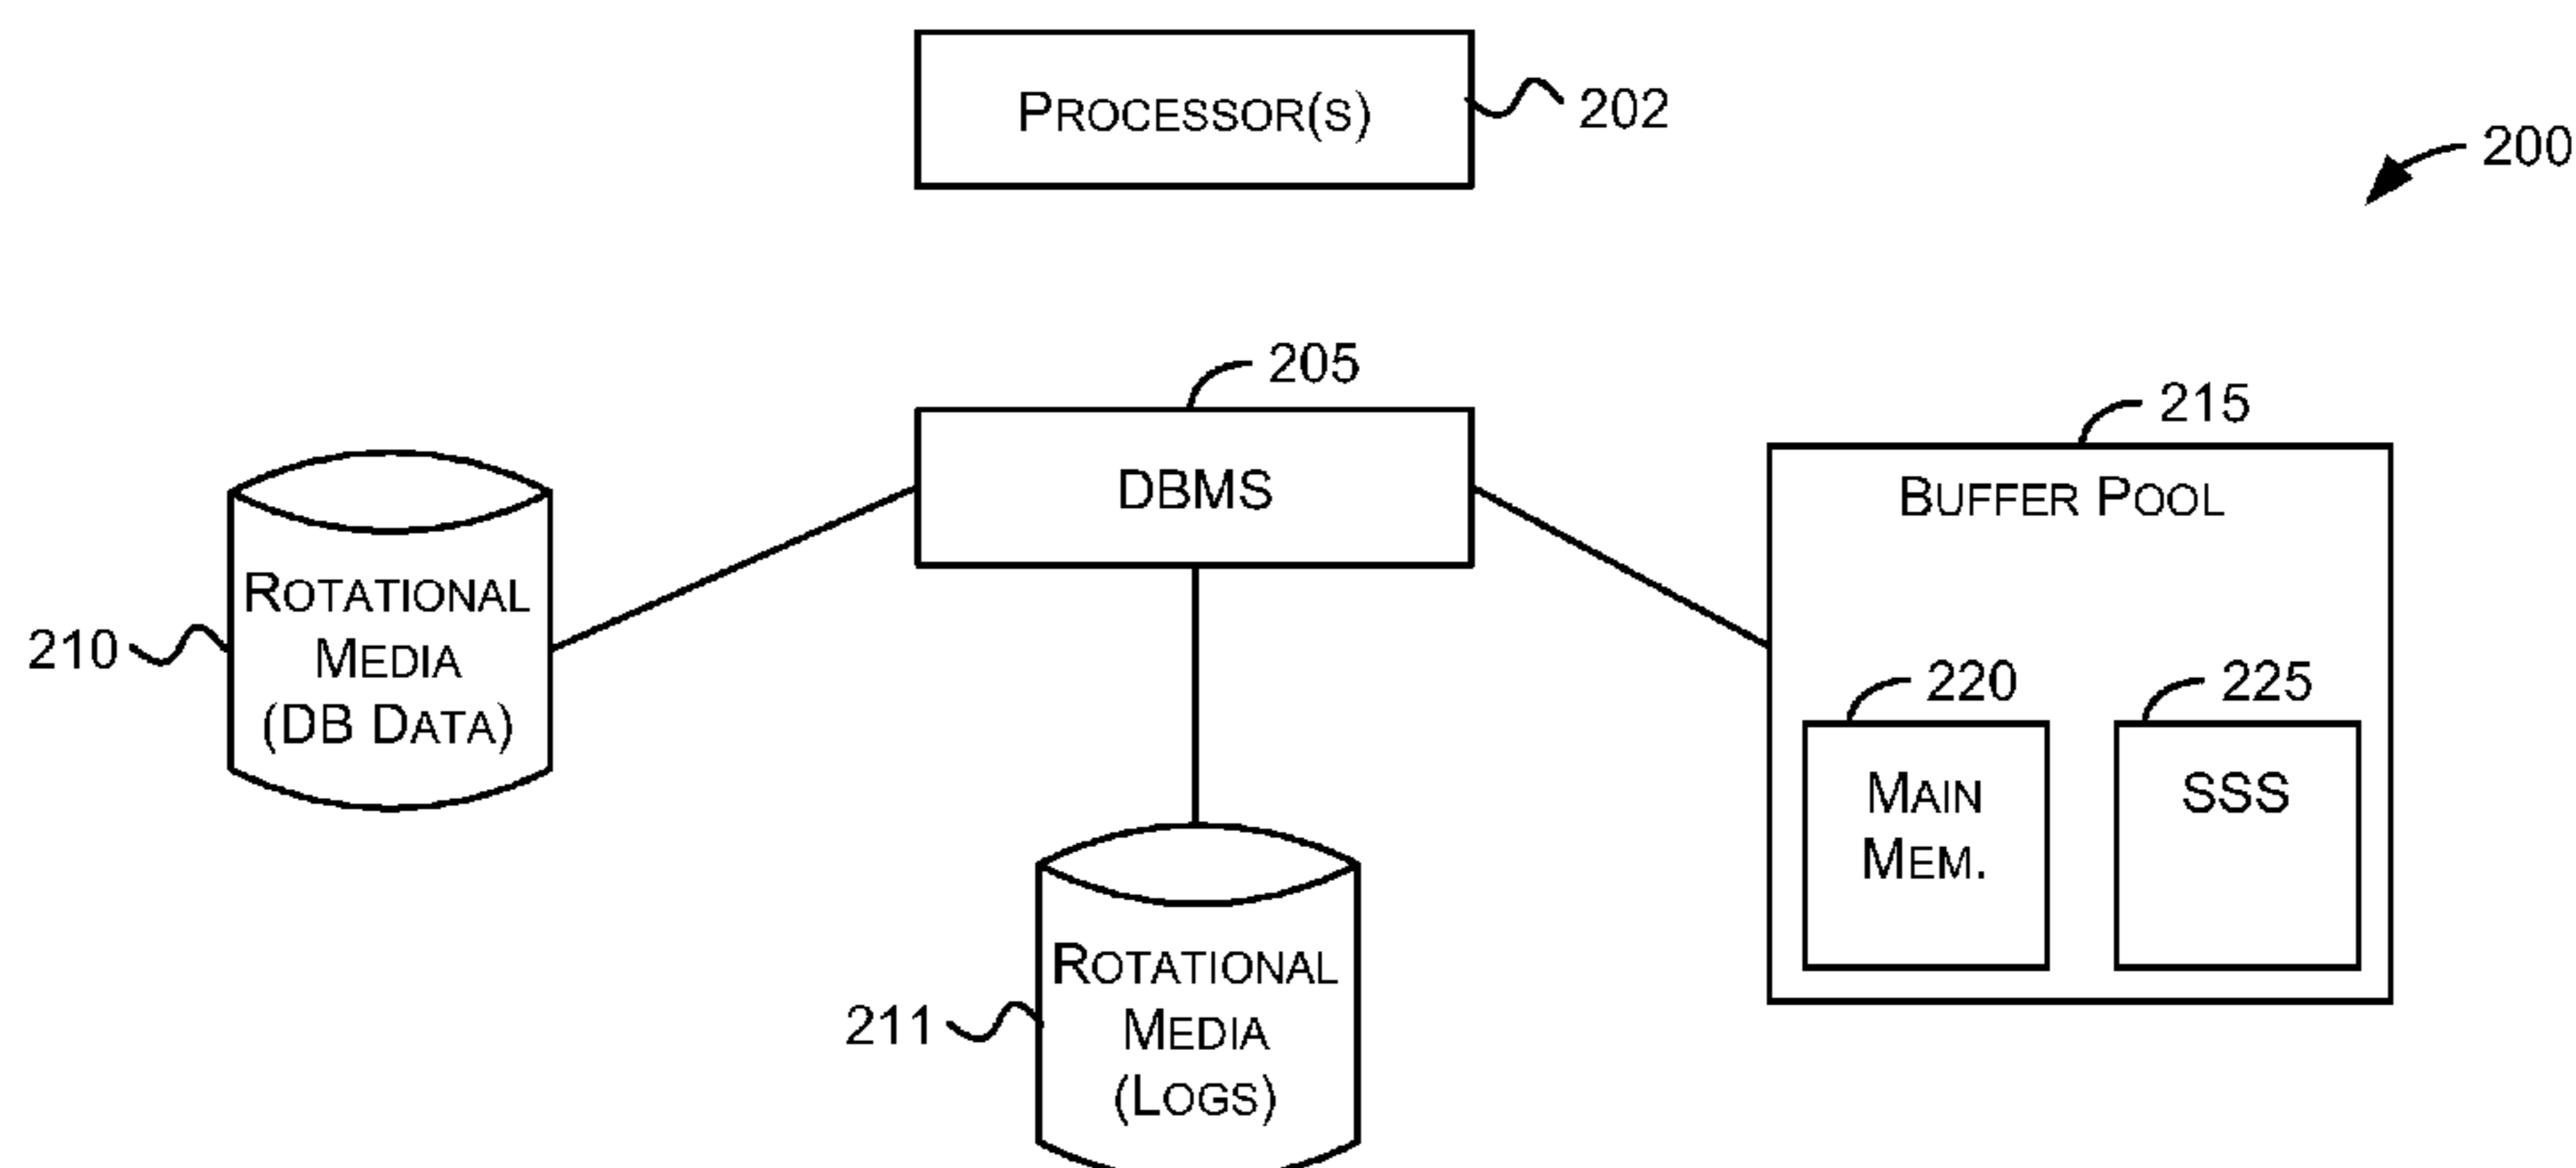 PROCESSOR(S)
202
200
205
DBMS
215
BUFFER POOL
210
ROTATIONAL
MEDIA
(DB DATA)
220
MAIN
MEM.
225
SSS
211
ROTATIONAL
MEDIA
(LOGS)